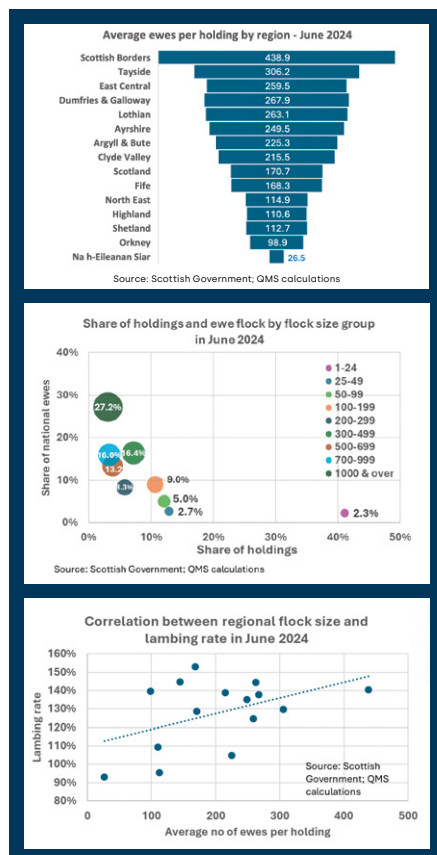 Average ewes per holding by region - June 2024
Scottish Borders 438.9
Tayside 306.2
East Central 259.5
Dumfries & Galloway 267.9
Lothian 263.1
Ayrshire 249.5
Argyll & Bute 225.3
Clyde Valley 215.5
Scotland 170.7
Fife 168.3
North East 114.9
Highland 110.6
Shetland 112.7
Orkney 98.9
Na h-Eileanan Siar 26.5
Source: Scottish Government; QMS calculations
Share of holdings and ewe flock by flock size group
in June 2024
Share of national ewes
40%
30%
20%
10%
0%
27.2%
16.0%
16.4%
13.2
9.0%
5.0%
2.7%
2.3%
1-24
25-49
50-99
100-199
200-299
300-499
500-699
700-999
1000 & over
0% 10% 20% 30% 40% 50%
Share of holdings
Source: Scottish Government; QMS calculations
Correlation between regional flock size and
lambing rate in June 2024
Lambing rate
160%
150%
140%
130%
120%
110%
100%
90%
80%
Source: Scottish
Government; QMS
calculations
0 100 200 300 400 500
Average no of ewes per holding